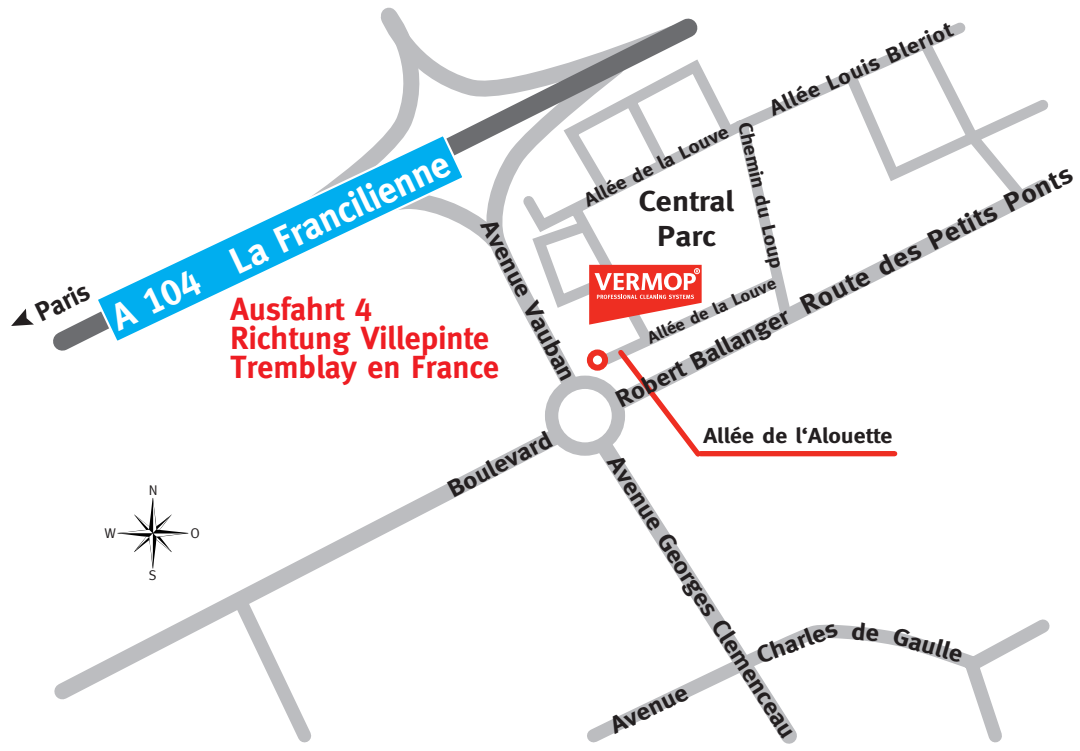 Allée Louis Bleriot
Allée de la Louve
Chemin du Loup
Central
Parc
A 104 La Francilienne
Paris
Route des Petits Ponts
Avenue Vauban
VERMOP®
PROFESSIONAL CLEANING SYSTEMS
Allée de la Louve
Ausfahrt 4
Richtung Villepinte
Tremblay en France
Boulevard Robert Ballanger
Allée de l‘Alouette
N
W O
S
Avenue Georges Clemenceau
Avenue Charles de Gaulle